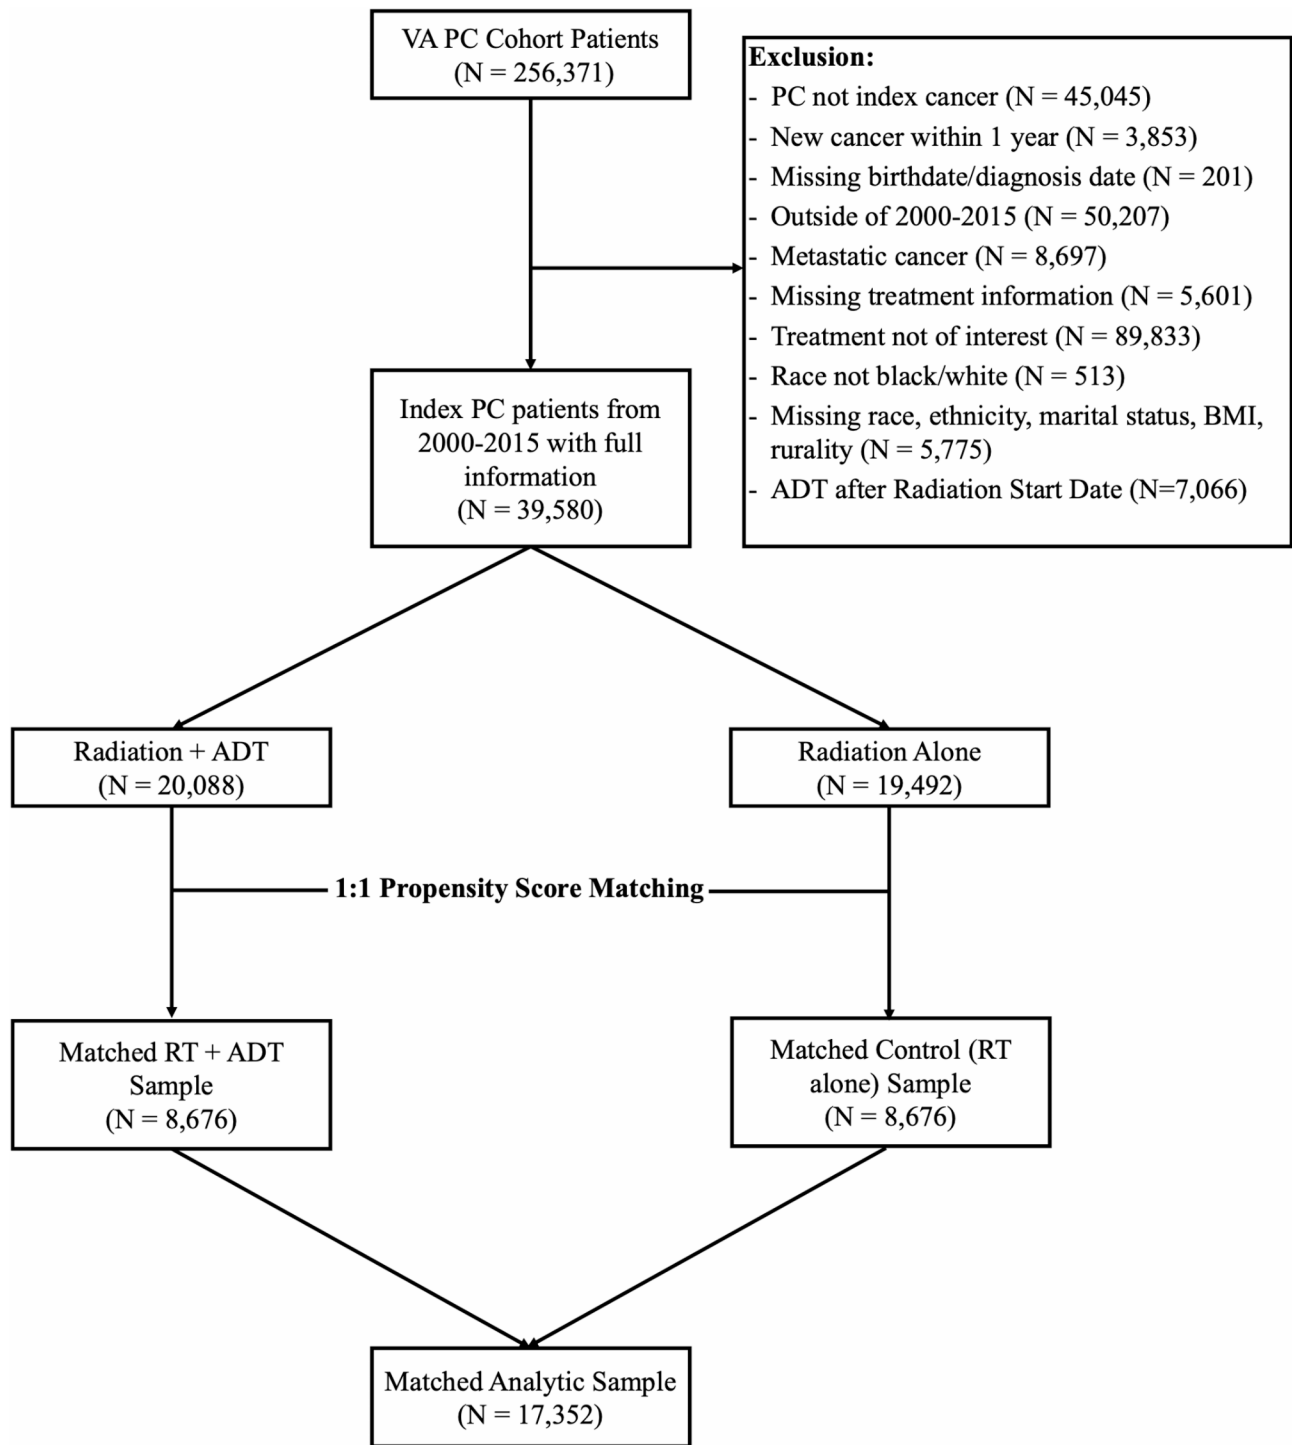 VA PC Cohort Patients
(N = 256,371)
Exclusion:
- PC not index cancer (N = 45,045)
- New cancer within 1 year (N = 3,853)
- Missing birthdate/diagnosis date (N = 201)
- Outside of 2000-2015 (N = 50,207)
- Metastatic cancer (N = 8,697)
- Missing treatment information (N = 5,601)
- Treatment not of interest (N = 89,833)
- Race not black/white (N = 513)
- Missing race, ethnicity, marital status, BMI,
rurality (N = 5,775)
- ADT after Radiation Start Date (N=7,066)
Index PC patients from
2000-2015 with full
information
(N = 39,580)
Radiation + ADT
(N = 20,088)
Radiation Alone
(N = 19,492)
1:1 Propensity Score Matching
Matched RT + ADT
Sample
(N = 8,676)
Matched Control (RT
alone) Sample
(N = 8,676)
Matched Analytic Sample
(N = 17,352)